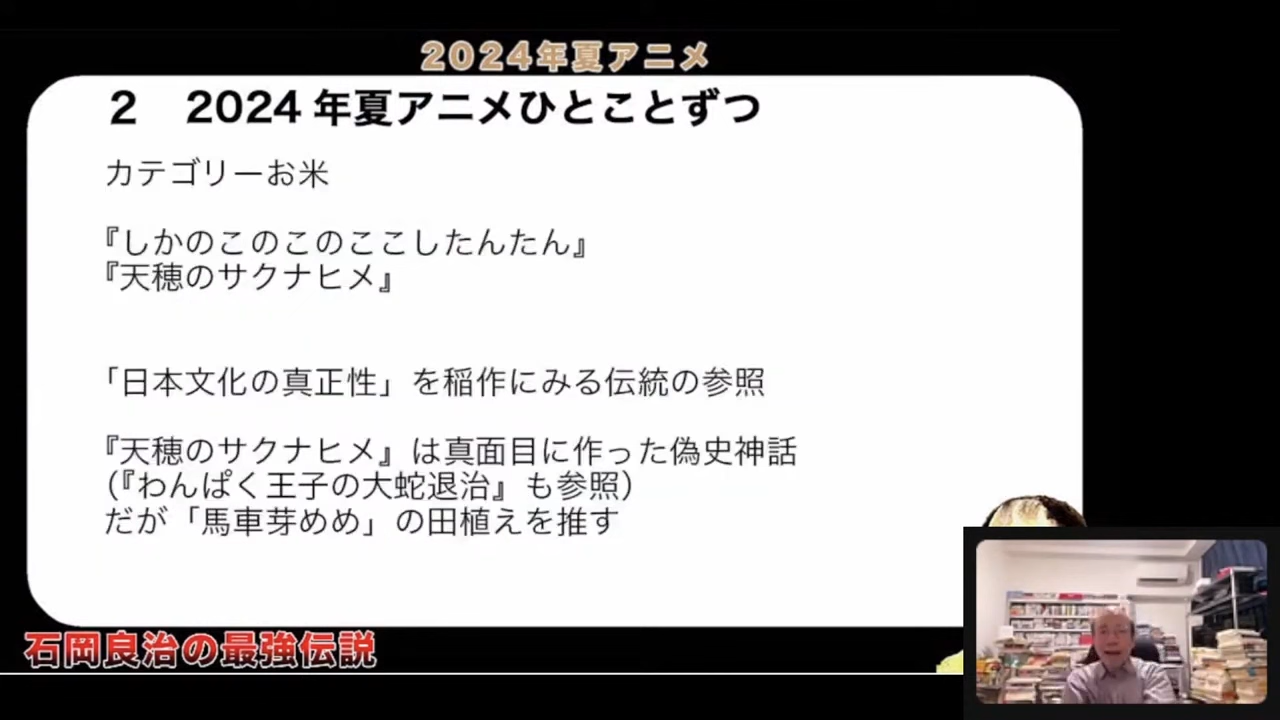 2024年夏アニメ
2　2024年夏アニメひとことずつ
カテゴリーお米
『しかのこのこのここしたんたん』
『天穂のサクナヒメ』
「日本文化の真正性」を稲作にみる伝統の参照
『天穂のサクナヒメ』は真面目に作った偽史神話
（『わんぱく王子の大蛇退治』も参照）
だが「馬車芽めめ」の田植えを推す
石岡良治の最強伝説